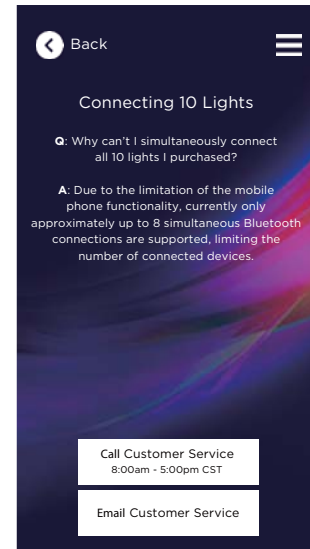 Back
Connecting 10 Lights
Q: Why can't I simultaneously connect
all 10 lights I purchased?
A: Due to the limitation of the mobile
phone functionality, currently only
approximately up to 8 simultaneous Bluetooth
connections are supported, limiting the
number of connected devices.
Call Customer Service
8:00am - 5:00pm CST
Email Customer Service